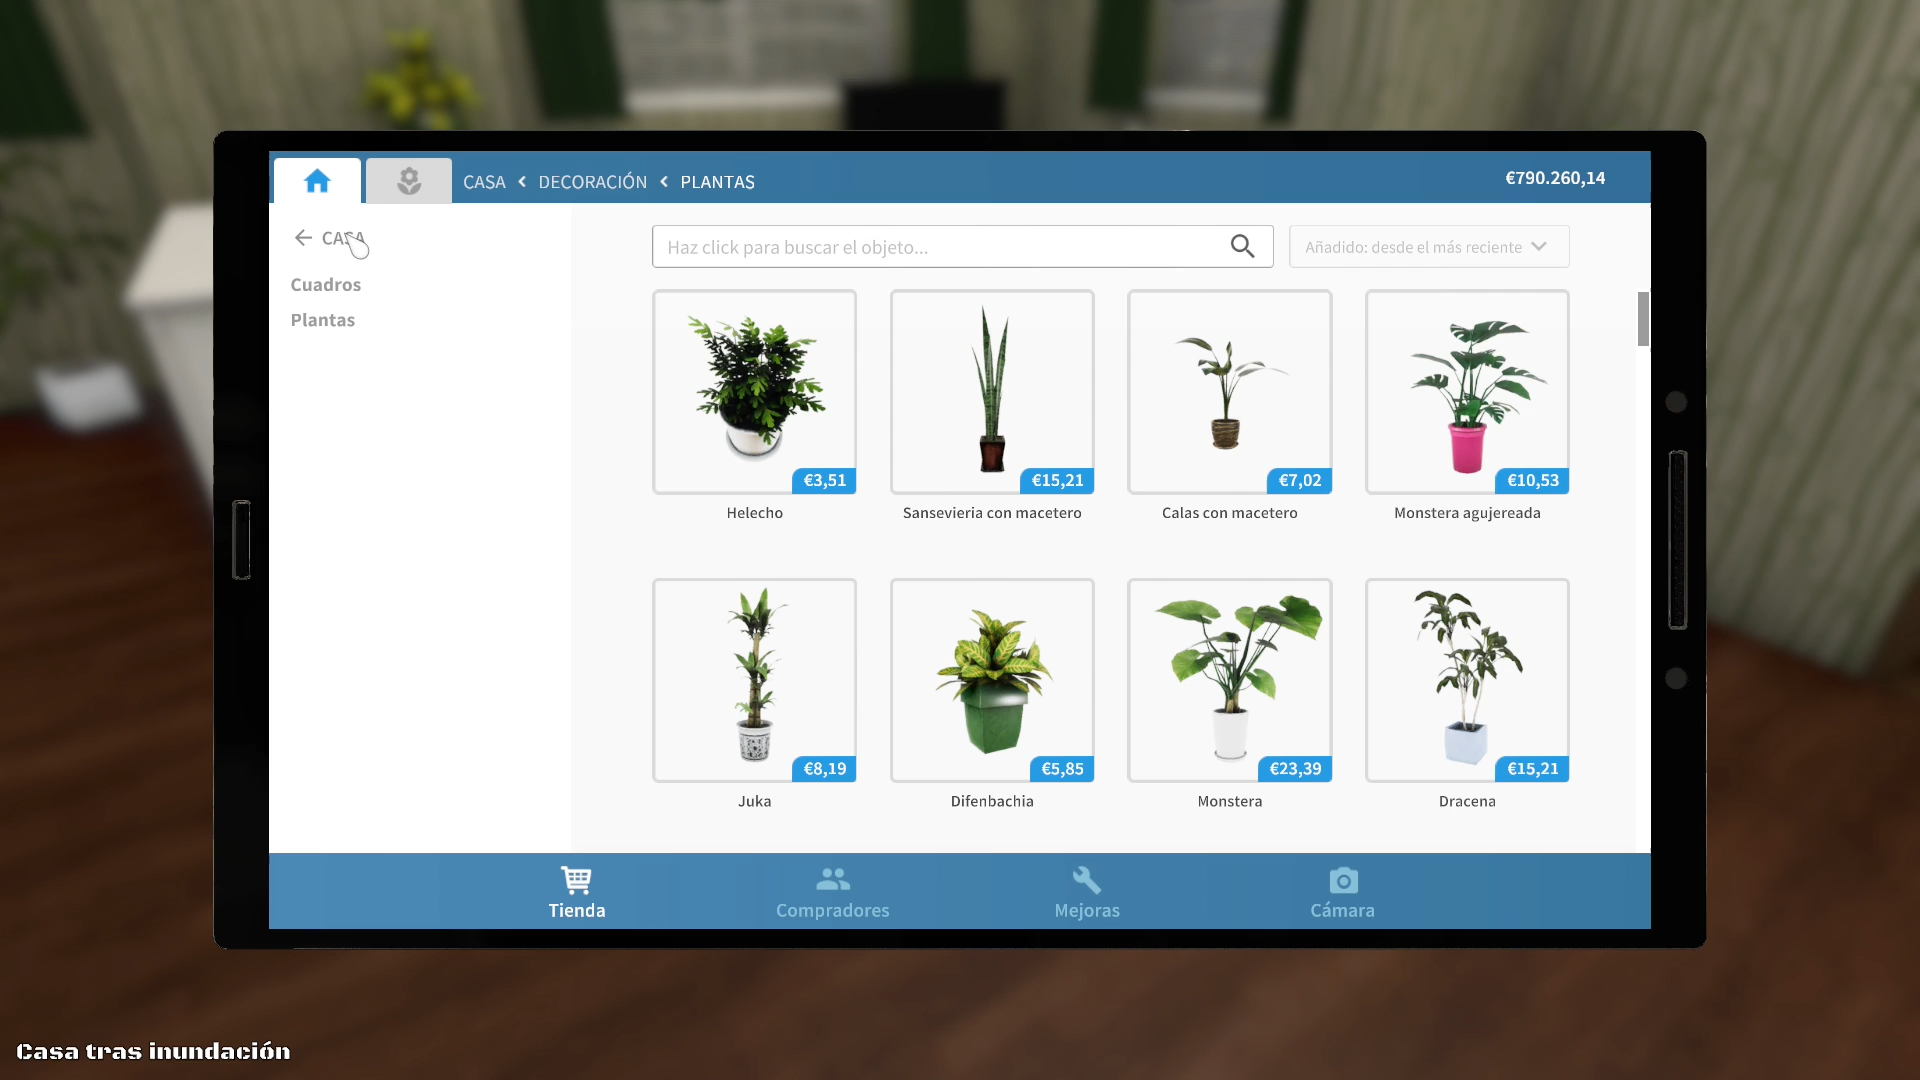 CASA < DECORACIÓN < PLANTAS
€790.260,14
← CASA
Cuadros
Plantas
Haz click para buscar el objeto...
Añadido: desde el más reciente
€3,51
€15,21
€7,02
€10,53
Helecho
Sansevieria con macetero
Calas con macetero
Monstera agujereada
€8,19
€5,85
€23,39
€15,21
Juka
Difenbachia
Monstera
Dracena
Tienda
Compradores
Mejoras
Cámara
Casa tras inundación